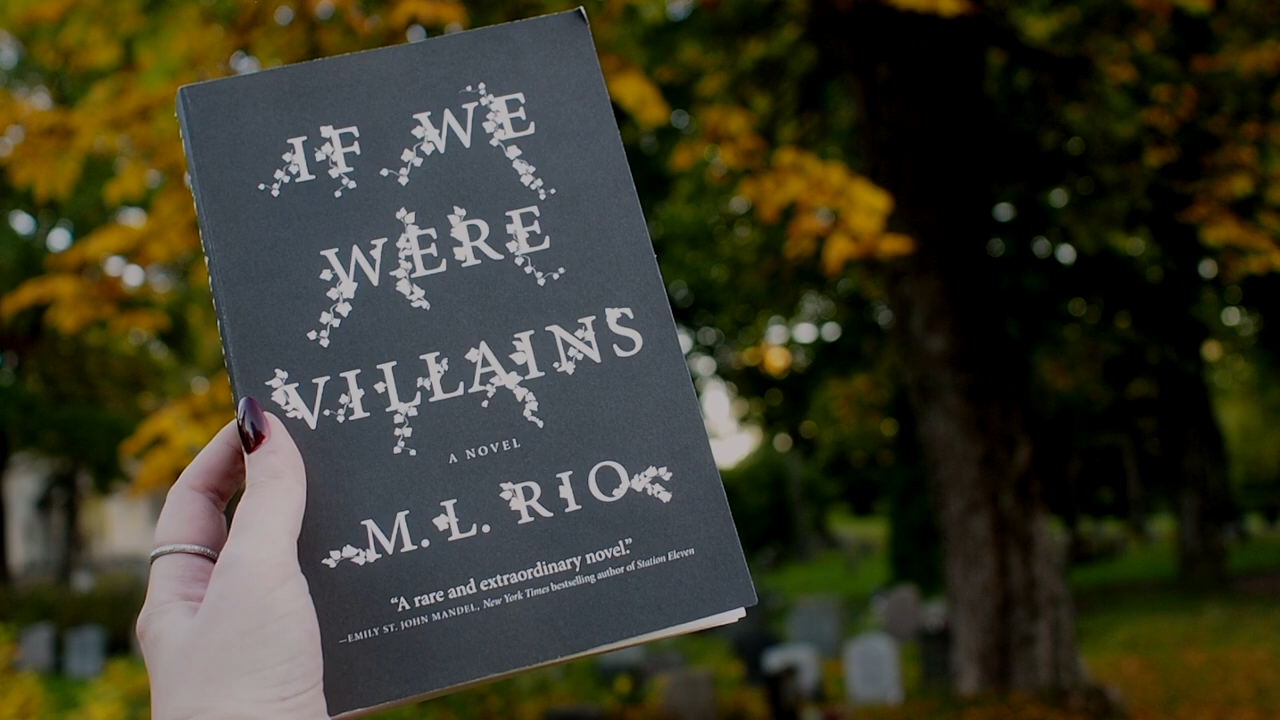 IF WE
WERE
VILLAINS
A NOVEL
M. L. RIO
“A rare and extraordinary novel.”
—EMILY ST. JOHN MANDEL, New York Times bestselling author of Station Eleven